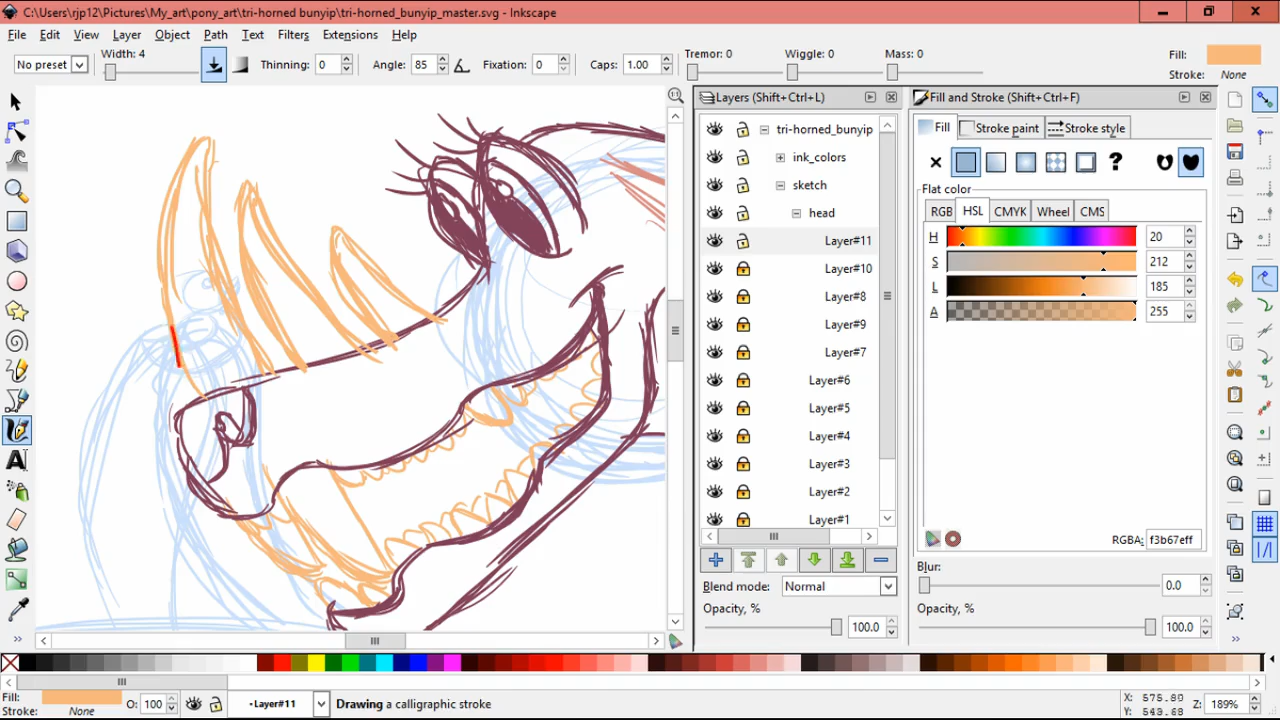 C:\Users\rjp12\Pictures\My_art\pony_art\tri-horned bunyip\tri-horned_bunyip_master.svg - Inkscape
File Edit View Layer Object Path Text Filters Extensions Help
No preset Width: 4 Thinning: 0 Angle: 85 Fixation: 0 Caps: 1.00 Tremor: 0 Wiggle: 0 Mass: 0 Fill:
Stroke: None
Layers (Shift+Ctrl+L)
tri-horned_bunyip
ink_colors
sketch
head
Layer#11
Layer#10
Layer#8
Layer#9
Layer#7
Layer#6
Layer#5
Layer#4
Layer#3
Layer#2
Layer#1
Blend mode: Normal
Opacity, % 100.0
Fill and Stroke (Shift+Ctrl+F)
Fill Stroke paint Stroke style
?
Flat color
RGB HSL CMYK Wheel CMS
H 20
S 212
L 185
A 255
RGBA: f3b67eff
Blur:
0.0
Opacity, %
100.0
Fill:
Stroke: None O: 100 Layer#11 Drawing a calligraphic stroke X: 575.89
Y: 543.68 Z: 189%